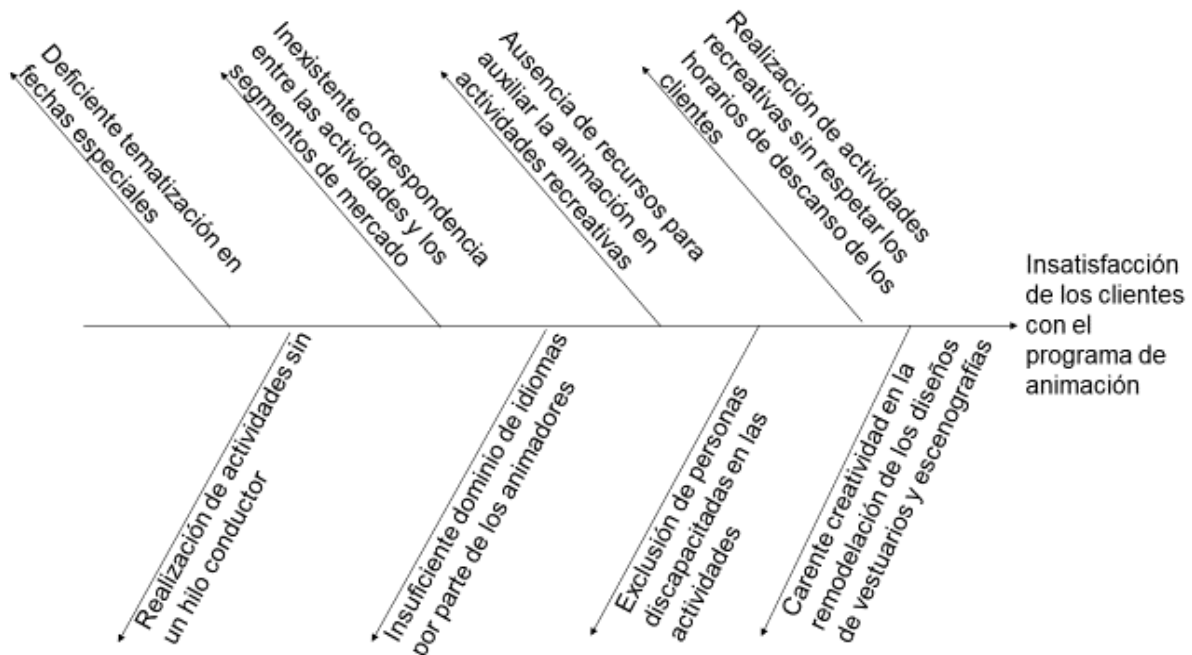 Deficiente tematización en
fechas especiales
Inexistente correspondencia
entre las actividades y los
segmentos de mercado
Ausencia de recursos para
auxiliar la animación en
actividades recreativas
Realización de actividades
recreativas sin respetar los
horarios de descanso de los
clientes
Insatisfacción
de los clientes
con el
programa de
animación
Realización de actividades sin
un hilo conductor
Insuficiente dominio de idiomas
por parte de los animadores
Exclusión de personas
discapacitadas en las
actividades
Carente creatividad en la
remodelación de los diseños
de vestuarios y escenografías